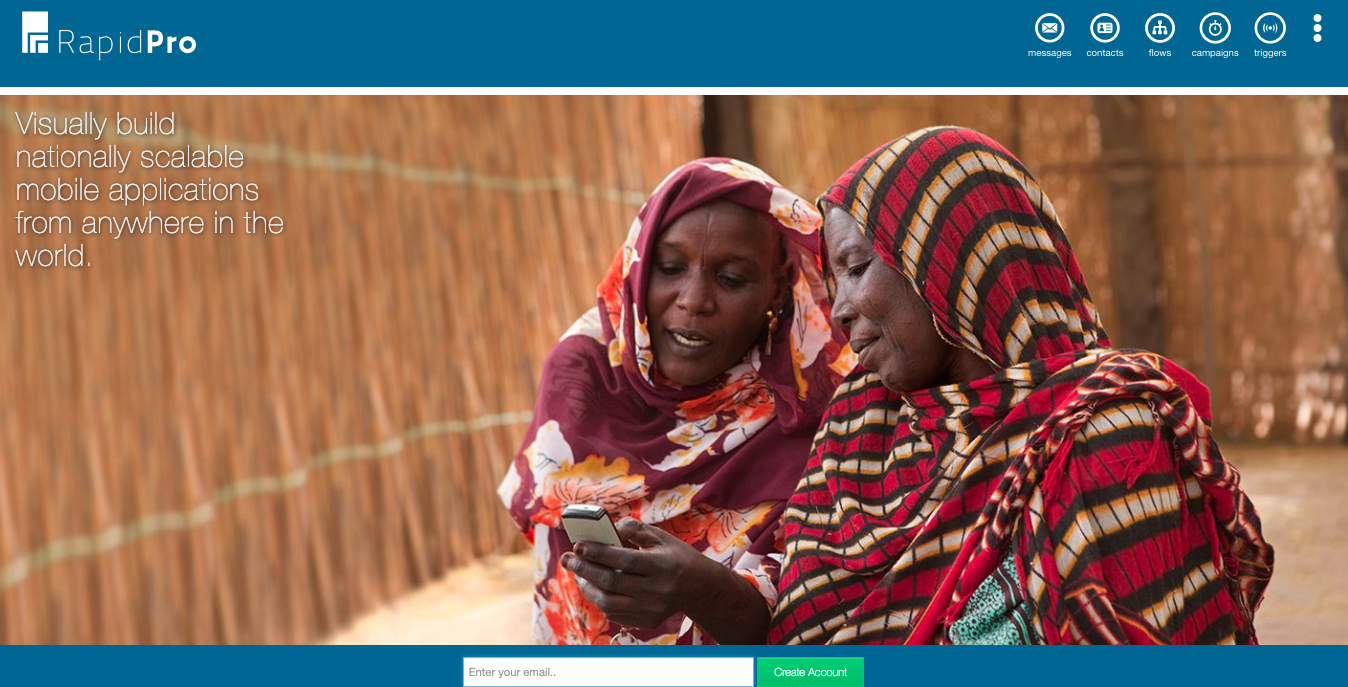 RapidPro
messages
contacts
flows
campaigns
triggers
Visually build
nationally scalable
mobile applications
from anywhere in the
world.
Enter your email..
Create Account